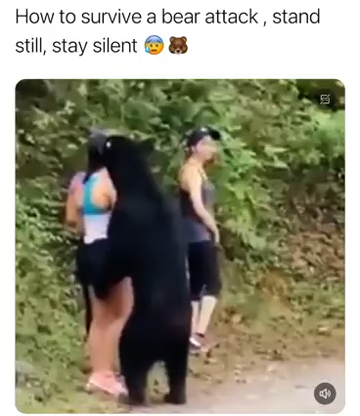 How to survive a bear attack , stand
still, stay silent 😰🐻